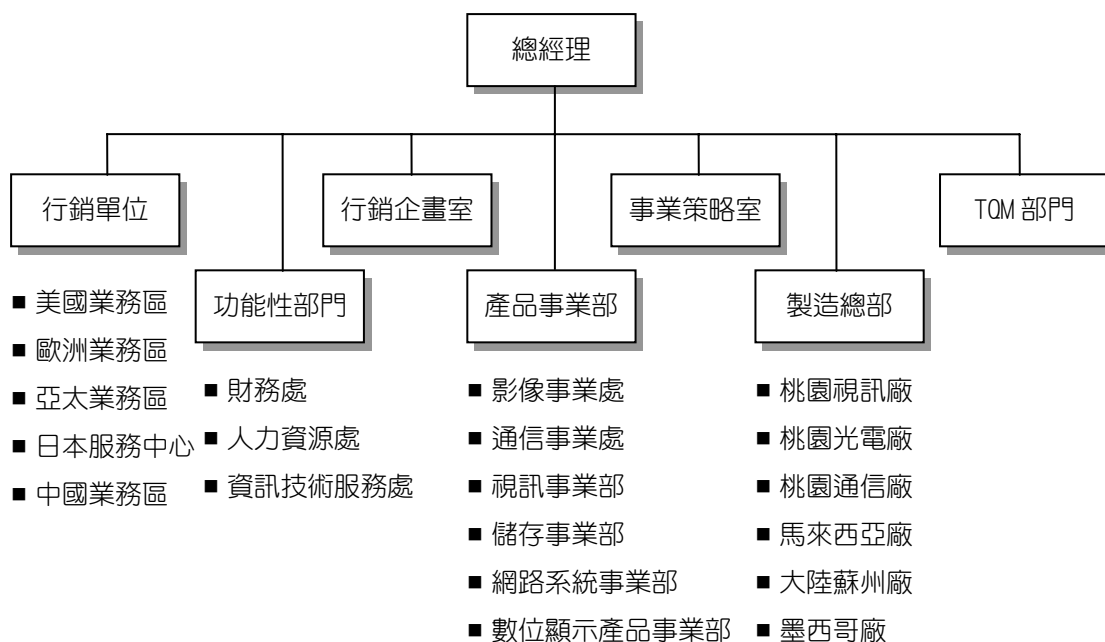 總經理
行銷單位
行銷企畫室
事業策略室
TQM 部門
功能性部門
產品事業部
製造總部
■ 美國業務區
■ 歐洲業務區
■ 亞太業務區
■ 日本服務中心
■ 中國業務區
■ 財務處
■ 人力資源處
■ 資訊技術服務處
■ 影像事業處
■ 通信事業處
■ 視訊事業部
■ 儲存事業部
■ 網路系統事業部
■ 數位顯示產品事業部
■ 桃園視訊廠
■ 桃園光電廠
■ 桃園通信廠
■ 馬來西亞廠
■ 大陸蘇州廠
■ 墨西哥廠